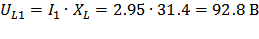 U_{L1} = I_1 · X_L = 2.95 · 31.4 = 92.8 В